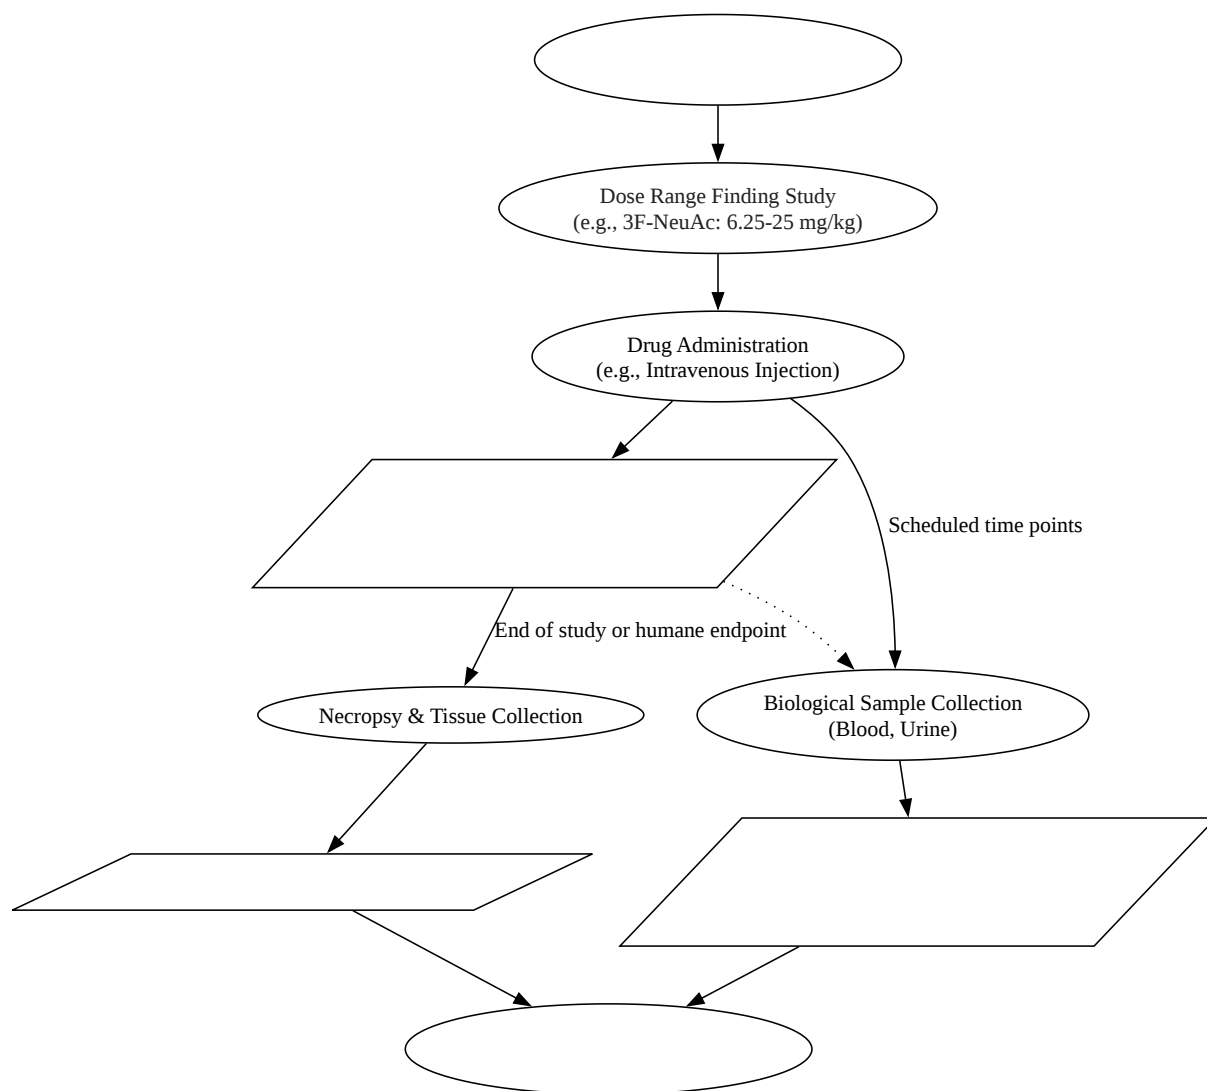 Dose Range Finding Study
(e.g., 3F-NeuAc: 6.25-25 mg/kg)
Drug Administration
(e.g., Intravenous Injection)
Scheduled time points
End of study or humane endpoint
Necropsy & Tissue Collection
Biological Sample Collection
(Blood, Urine)